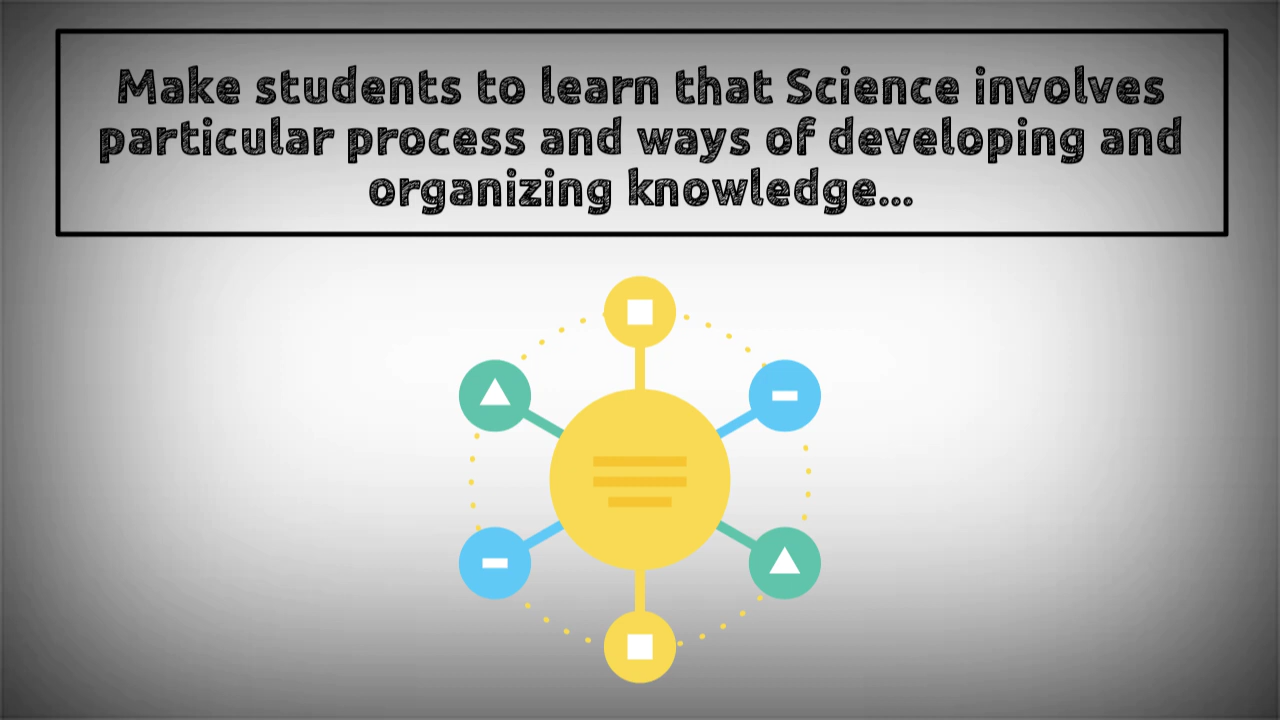 Make students to learn that Science involves
particular process and ways of developing and
organizing knowledge...